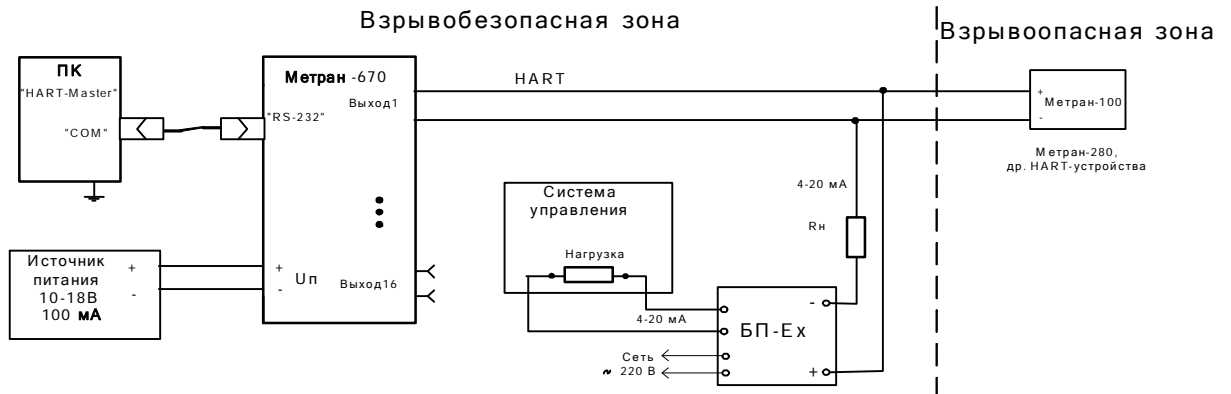 Взрывобезопасная зона
Взрывоопасная зона
ПК
"HART-Master"
"COM"
Метран -670
Выход1
"RS-232"
HART
+
Метран-100
-
Метран-280,
др. HART-устройства
4-20 мА
Rн
Система
управления
Нагрузка
Источник
питания
10-18В
100 мА
+
-
+
-
Uп
Выход16
4-20 мА
-
БП-Ех
+
Сеть
~ 220 В